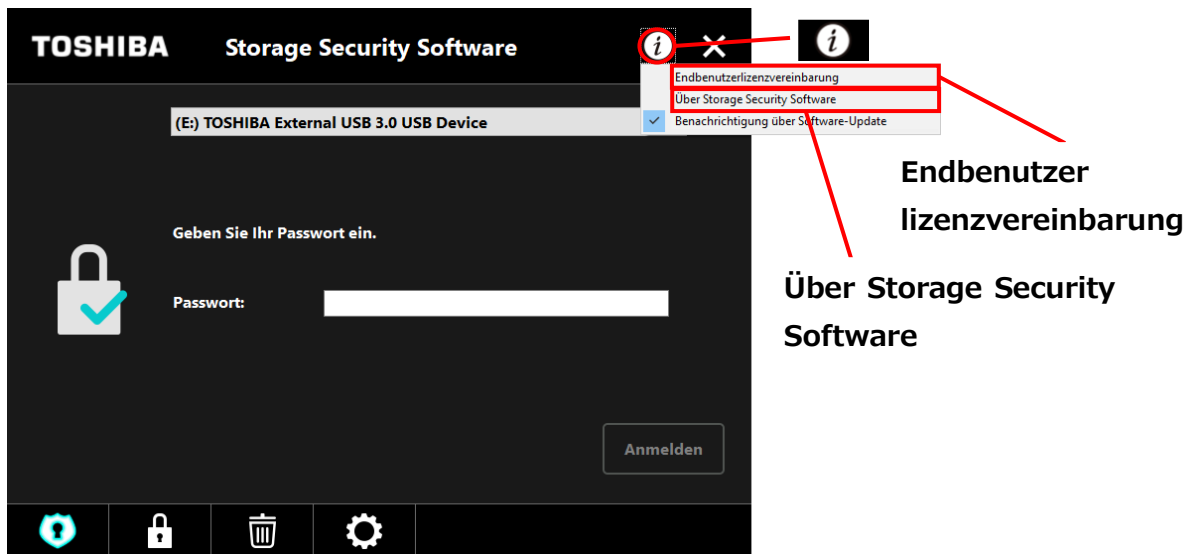 TOSHIBA Storage Security Software
Endbenutzerlizenzvereinbarung
Über Storage Security Software
Benachrichtigung über Software-Update
(E:) TOSHIBA External USB 3.0 USB Device
Geben Sie Ihr Passwort ein.
Passwort:
Anmelden
Endbenutzer
lizenzvereinbarung
Über Storage Security
Software